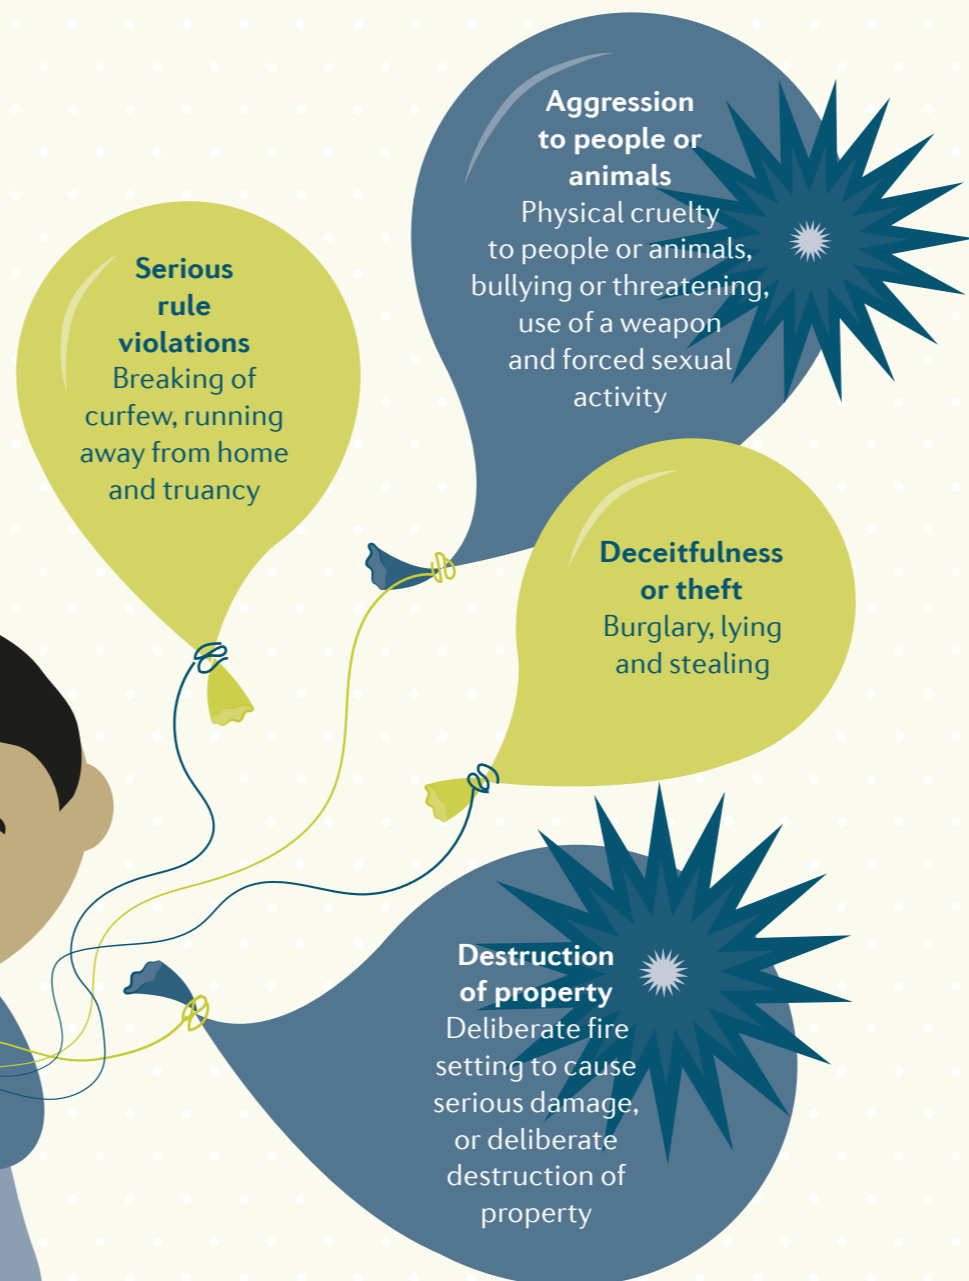 Aggression
to people or
animals
Physical cruelty
to people or animals,
bullying or threatening,
use of a weapon
and forced sexual
activity
Serious
rule
violations
Breaking of
curfew, running
away from home
and truancy
Deceitfulness
or theft
Burglary, lying
and stealing
Destruction
of property
Deliberate fire
setting to cause
serious damage,
or deliberate
destruction of
property